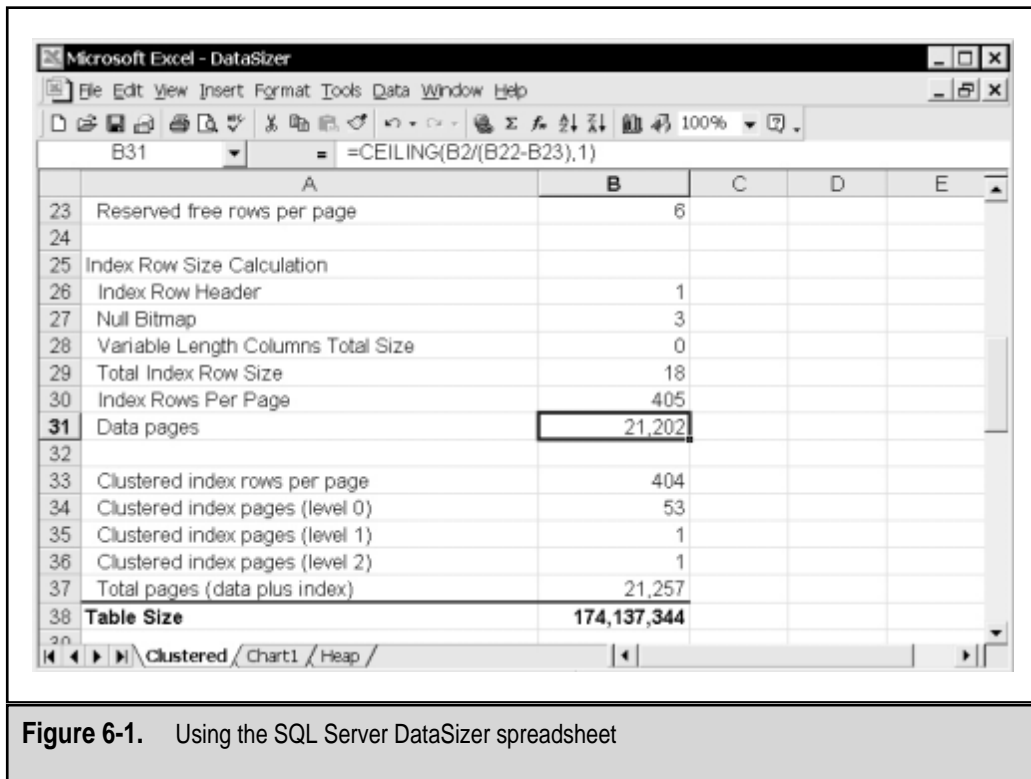 Microsoft Excel - DataSizer
File Edit View Insert Format Tools Data Window Help
100%
B31 = =CEILING(B2/(B22-B23),1)
A B C D E
23 Reserved free rows per page 6
24
25 Index Row Size Calculation
26 Index Row Header 1
27 Null Bitmap 3
28 Variable Length Columns Total Size 0
29 Total Index Row Size 18
30 Index Rows Per Page 405
31 Data pages 21,202
32
33 Clustered index rows per page 404
34 Clustered index pages (level 0) 53
35 Clustered index pages (level 1) 1
36 Clustered index pages (level 2) 1
37 Total pages (data plus index) 21,257
38 Table Size 174,137,344
Clustered / Chart1 / Heap /
Figure 6-1. Using the SQL Server DataSizer spreadsheet